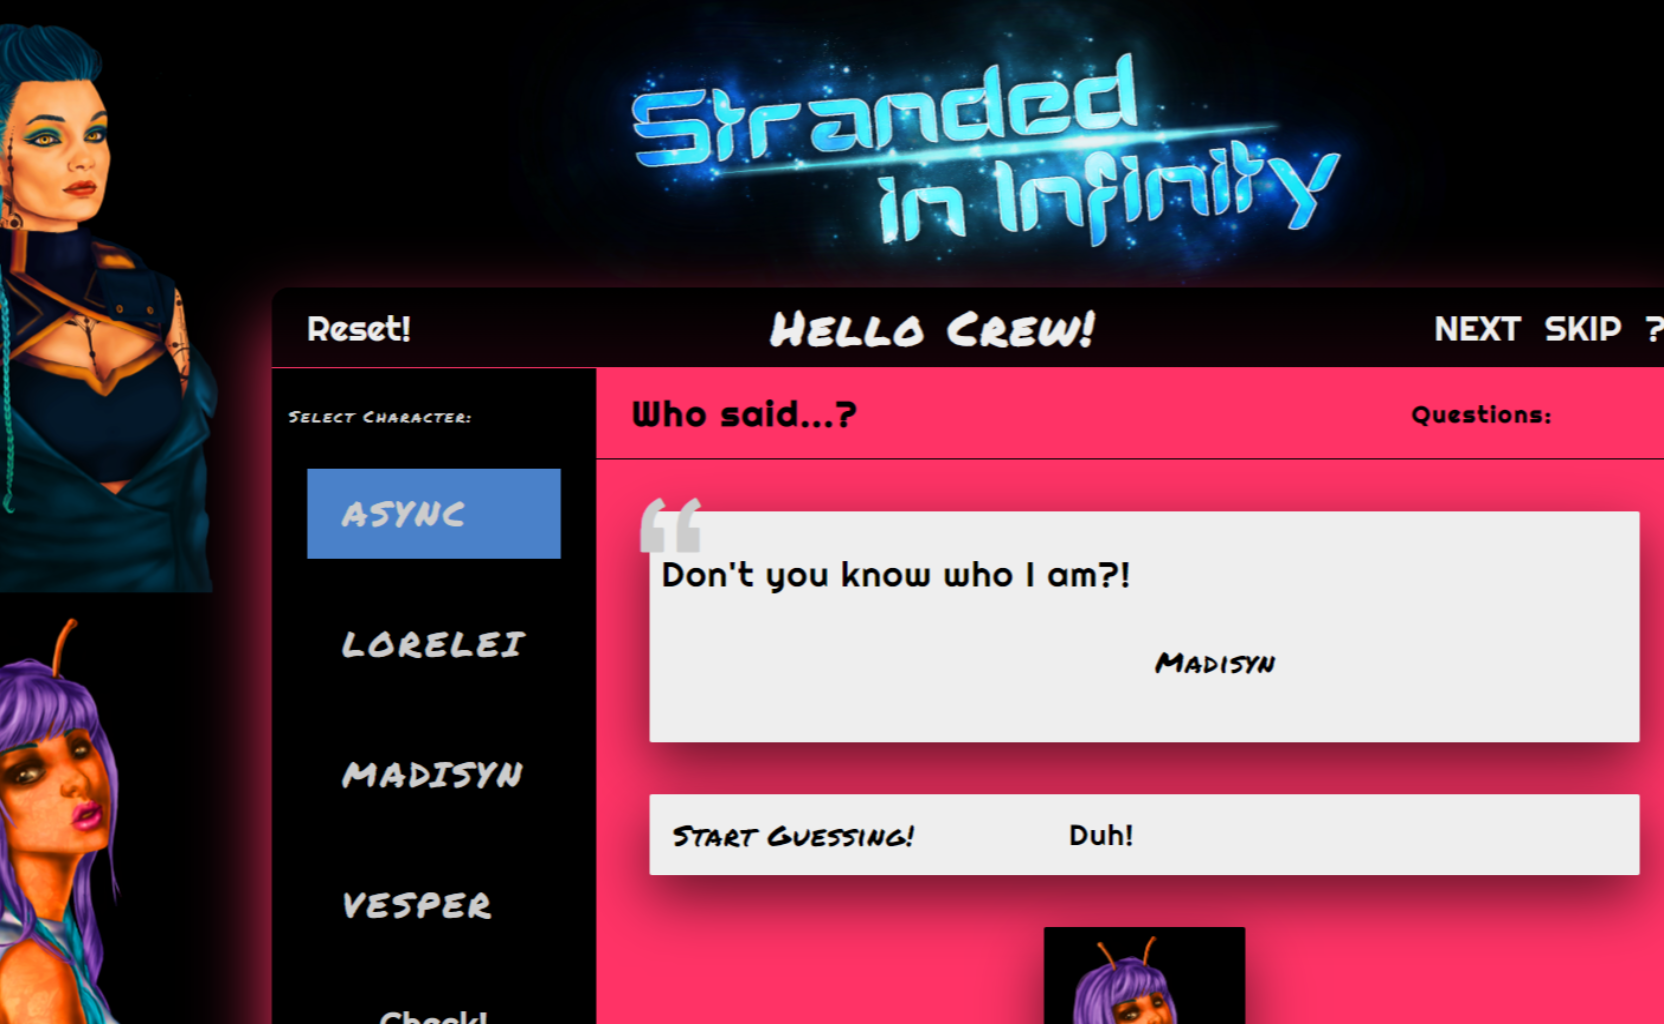 Stranded
in Infinity
Reset!
Hello Crew!
NEXT SKIP ?
Select Character:
Who said...?
Questions:
ASYNC
“
Don't you know who I am?!
LORELEI
Madisyn
MADISYN
Start Guessing!
Duh!
VESPER
Check!